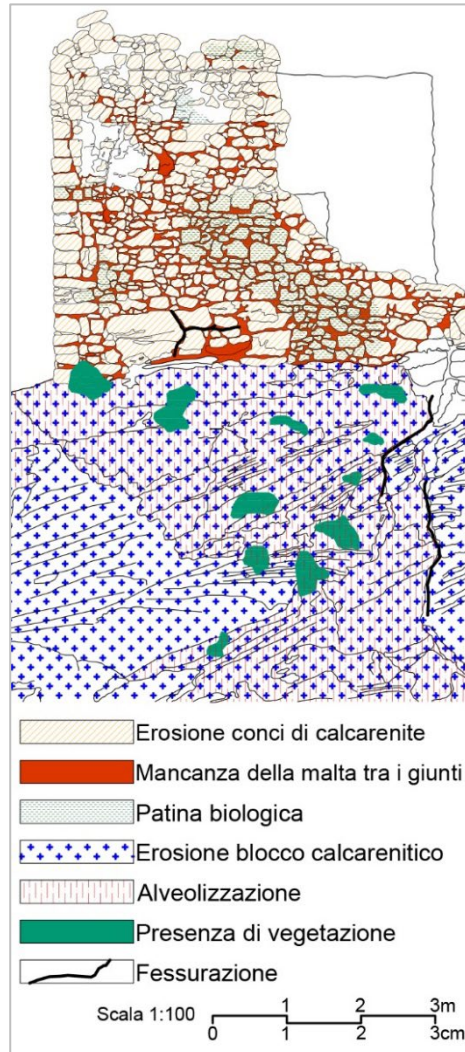 Erosione conci di calcarenite
Mancanza della malta tra i giunti
Patina biologica
Erosione blocco calcarenitico
Alveolizzazione
Presenza di vegetazione
Fessurazione
Scala 1:100
1 2 3m
0 1 2 3cm